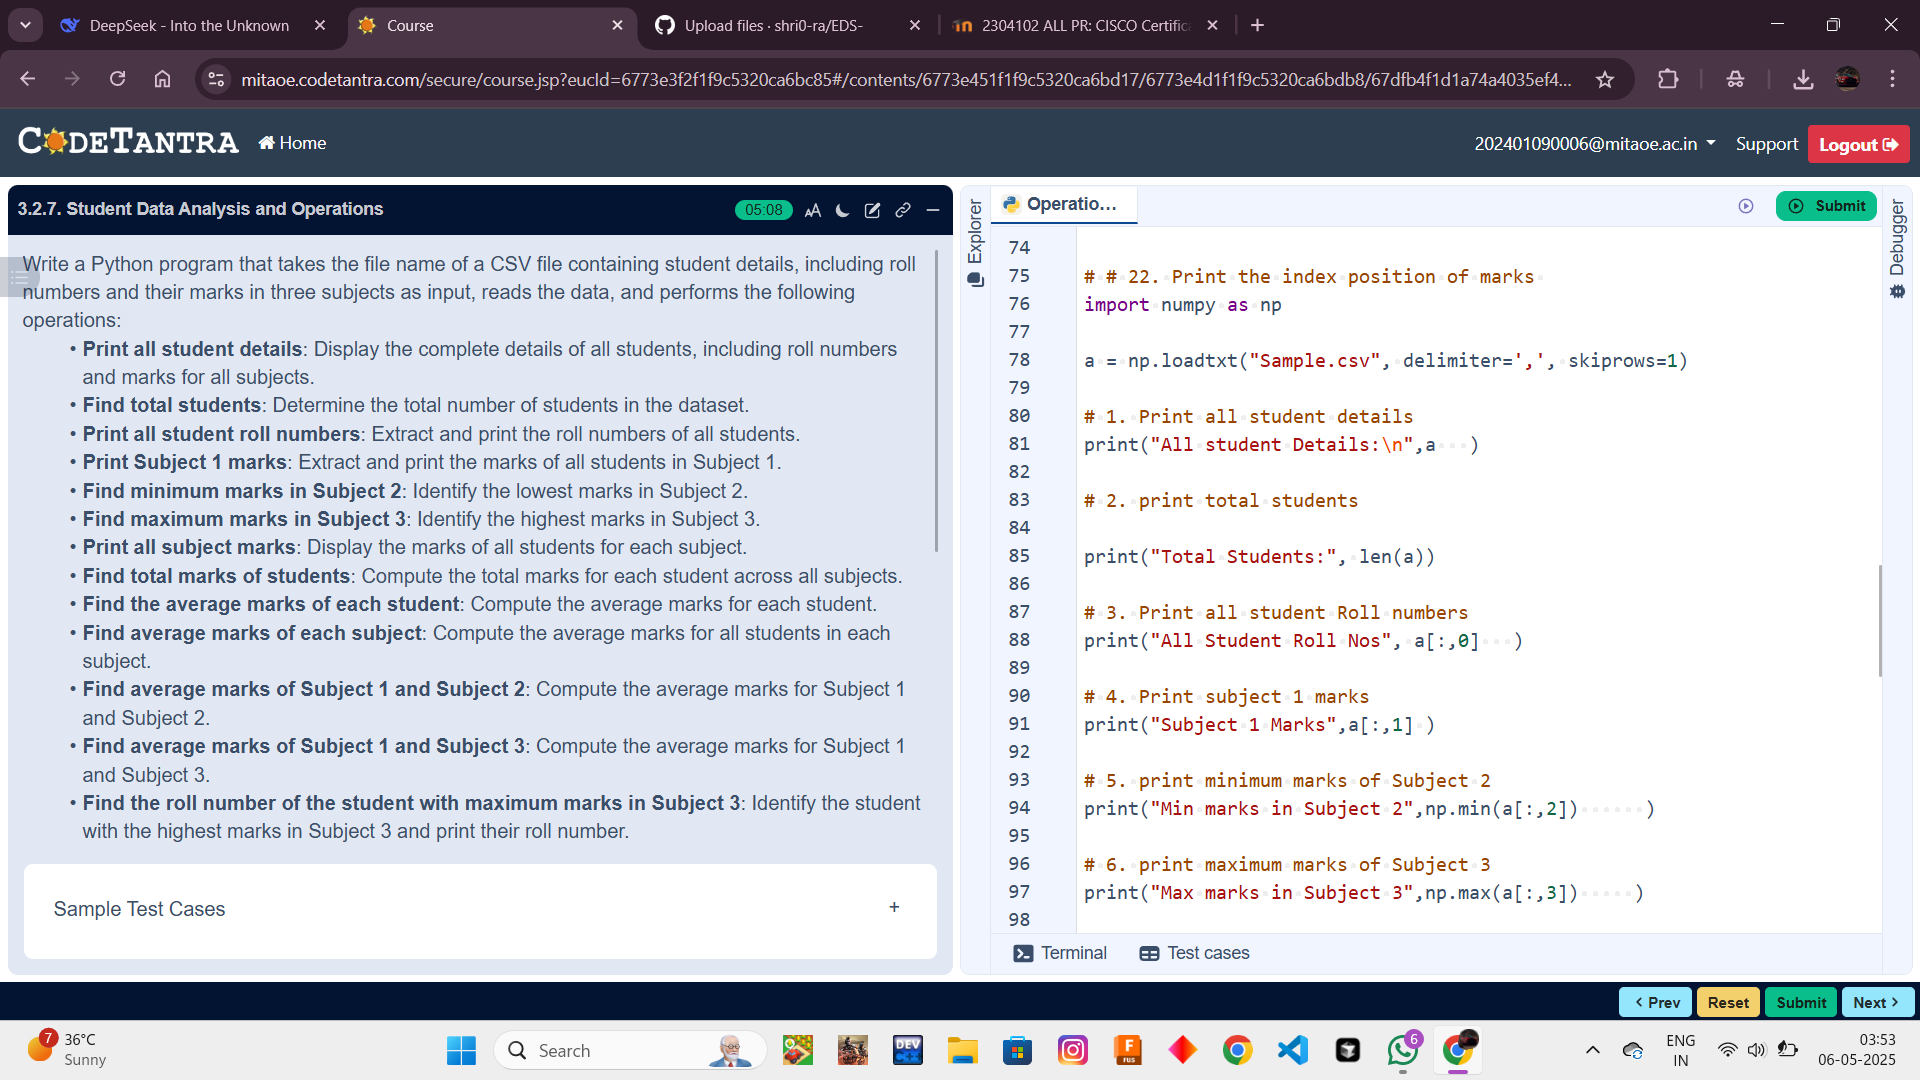 DeepSeek - Into the Unknown
Course
Upload files · shri0-ra/EDS-
2304102 ALL PR: CISCO Certific
mitaoe.codetantra.com/secure/course.jsp?eucId=6773e3f2f1f9c5320ca6bc85#/contents/6773e451f1f9c5320ca6bd17/6773e4d1f1f9c5320ca6bdb8/67dfb4f1d1a74a4035ef4...
CODETANTRA
Home
202401090006@mitaoe.ac.in
Support
Logout
3.2.7. Student Data Analysis and Operations
05:08
AA
Write a Python program that takes the file name of a CSV file containing student details, including roll
numbers and their marks in three subjects as input, reads the data, and performs the following
operations:
• Print all student details: Display the complete details of all students, including roll numbers
and marks for all subjects.
• Find total students: Determine the total number of students in the dataset.
• Print all student roll numbers: Extract and print the roll numbers of all students.
• Print Subject 1 marks: Extract and print the marks of all students in Subject 1.
• Find minimum marks in Subject 2: Identify the lowest marks in Subject 2.
• Find maximum marks in Subject 3: Identify the highest marks in Subject 3.
• Print all subject marks: Display the marks of all students for each subject.
• Find total marks of students: Compute the total marks for each student across all subjects.
• Find the average marks of each student: Compute the average marks for each student.
• Find average marks of each subject: Compute the average marks for all students in each
subject.
• Find average marks of Subject 1 and Subject 2: Compute the average marks for Subject 1
and Subject 2.
• Find average marks of Subject 1 and Subject 3: Compute the average marks for Subject 1
and Subject 3.
• Find the roll number of the student with maximum marks in Subject 3: Identify the student
with the highest marks in Subject 3 and print their roll number.
Sample Test Cases
+
Explorer
Operatio...
Submit
Debugger
74
75 # # 22. Print the index position of marks
76 import numpy as np
77
78 a = np.loadtxt("Sample.csv", delimiter=',', skiprows=1)
79
80 # 1. Print all student details
81 print("All student Details:\n",a   )
82
83 # 2. print total students
84
85 print("Total Students:", len(a))
86
87 # 3. Print all student Roll numbers
88 print("All Student Roll Nos", a[:,0]   )
89
90 # 4. Print subject 1 marks
91 print("Subject 1 Marks",a[:,1] )
92
93 # 5. print minimum marks of Subject 2
94 print("Min marks in Subject 2",np.min(a[:,2])      )
95
96 # 6. print maximum marks of Subject 3
97 print("Max marks in Subject 3",np.max(a[:,3])     )
98
Terminal
Test cases
< Prev
Reset
Submit
Next >
7
36°C
Sunny
Search
DEV
F
FUS
6
ENG
IN
03:53
06-05-2025